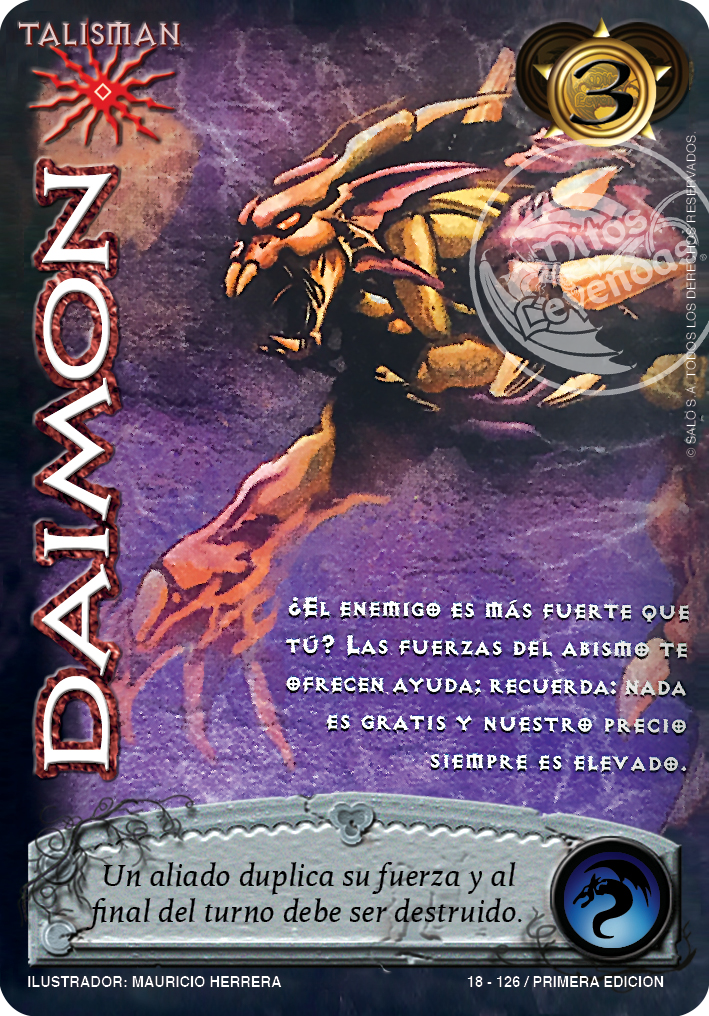 TALISMAN
3
DAIMON
Mitos
Leyendas
© SALO S.A. TODOS LOS DERECHOS RESERVADOS.
¿El enemigo es más fuerte que
tú? Las fuerzas del abismo te
ofrecen ayuda; recuerda: nada
es gratis y nuestro precio
siempre es elevado.
Un aliado duplica su fuerza y al
final del turno debe ser destruido.
ILUSTRADOR: MAURICIO HERRERA
18 - 126 / PRIMERA EDICION